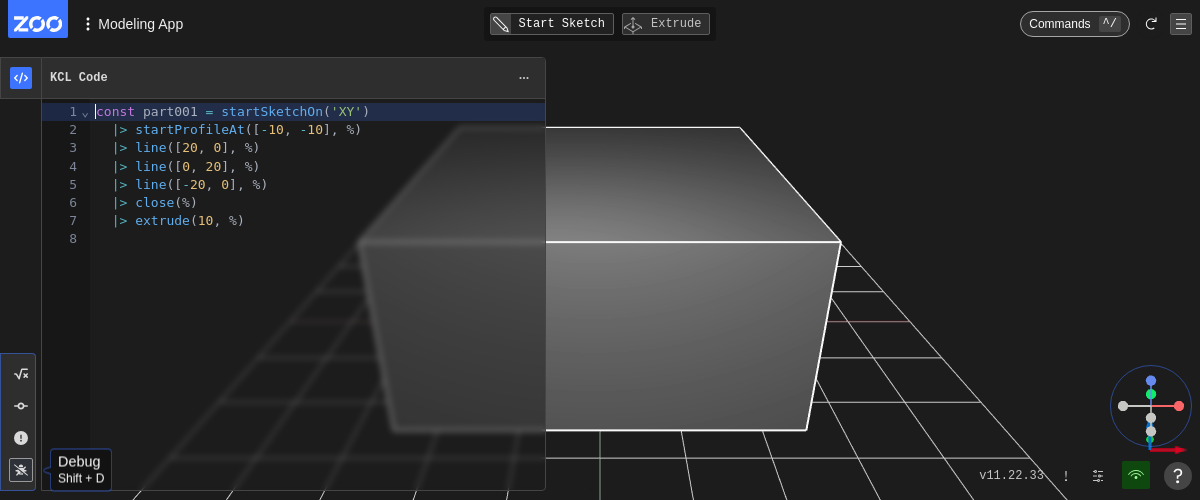 ZOO
Modeling App
Start Sketch
Extrude
Commands ^/
KCL Code
...
1 const part001 = startSketchOn('XY')
2 |> startProfileAt([-10, -10], %)
3 |> line([20, 0], %)
4 |> line([0, 20], %)
5 |> line([-20, 0], %)
6 |> close(%)
7 |> extrude(10, %)
8
Debug
Shift + D
v11.22.33
!
?